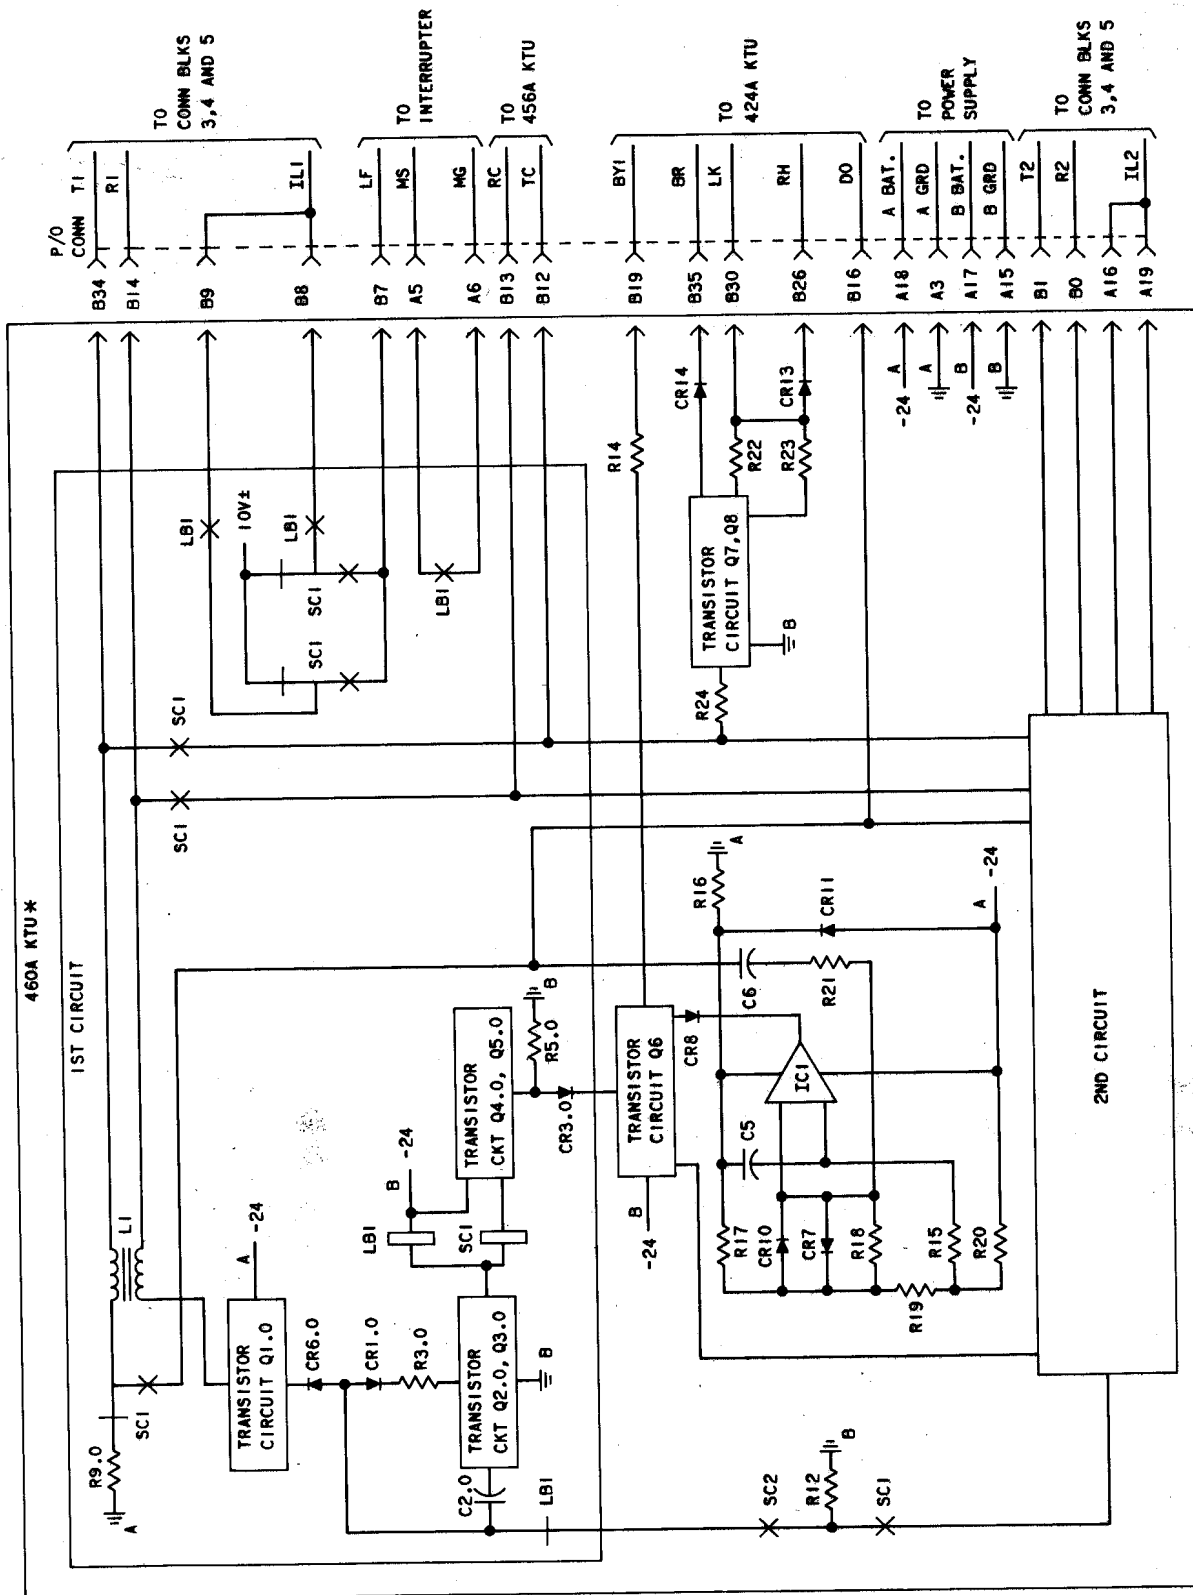 460A KTU*
1ST CIRCUIT
P/O
CONN
T1
R1
IL1
LF
MS
MG
RC
TC
BY1
BR
LK
RH
DO
A BAT.
A GRD
B BAT.
B GRD
T2
R2
IL2
TO
CONN BLKS
3,4 AND 5
TO
INTERRUPTER
TO
456A KTU
TO
424A KTU
TO
POWER
SUPPLY
TO
CONN BLKS
3,4 AND 5
B34
B14
B9
B8
B7
A5
A6
B13
B12
B19
B35
B30
B26
B16
A18
A3
A17
A15
B1
B0
A16
A19
LB1
10V±
LB1
SC1
SC1
LB1
SC1
SC1
R14
CR14
R22
R23
CR13
TRANSISTOR
CIRCUIT Q7,Q8
B
R24
-24 A
A
-24 B
B
L1
R9.0
A
SC1
TRANSISTOR
CIRCUIT Q1.0
A
-24
CR6.0
CR1.0
R3.0
TRANSISTOR
CKT Q2.0, Q3.0
B
C2.0
LB1
LB1
B
-24
SC1
TRANSISTOR
CKT Q4.0, Q5.0
R5.0
B
CR3.0
TRANSISTOR
CIRCUIT Q6
B
-24
CR8
C6
R21
R16
A
CR11
A
-24
IC1
C5
R17
CR10
CR7
R18
R19
R15
R20
SC2
R12
B
SC1
2ND CIRCUIT